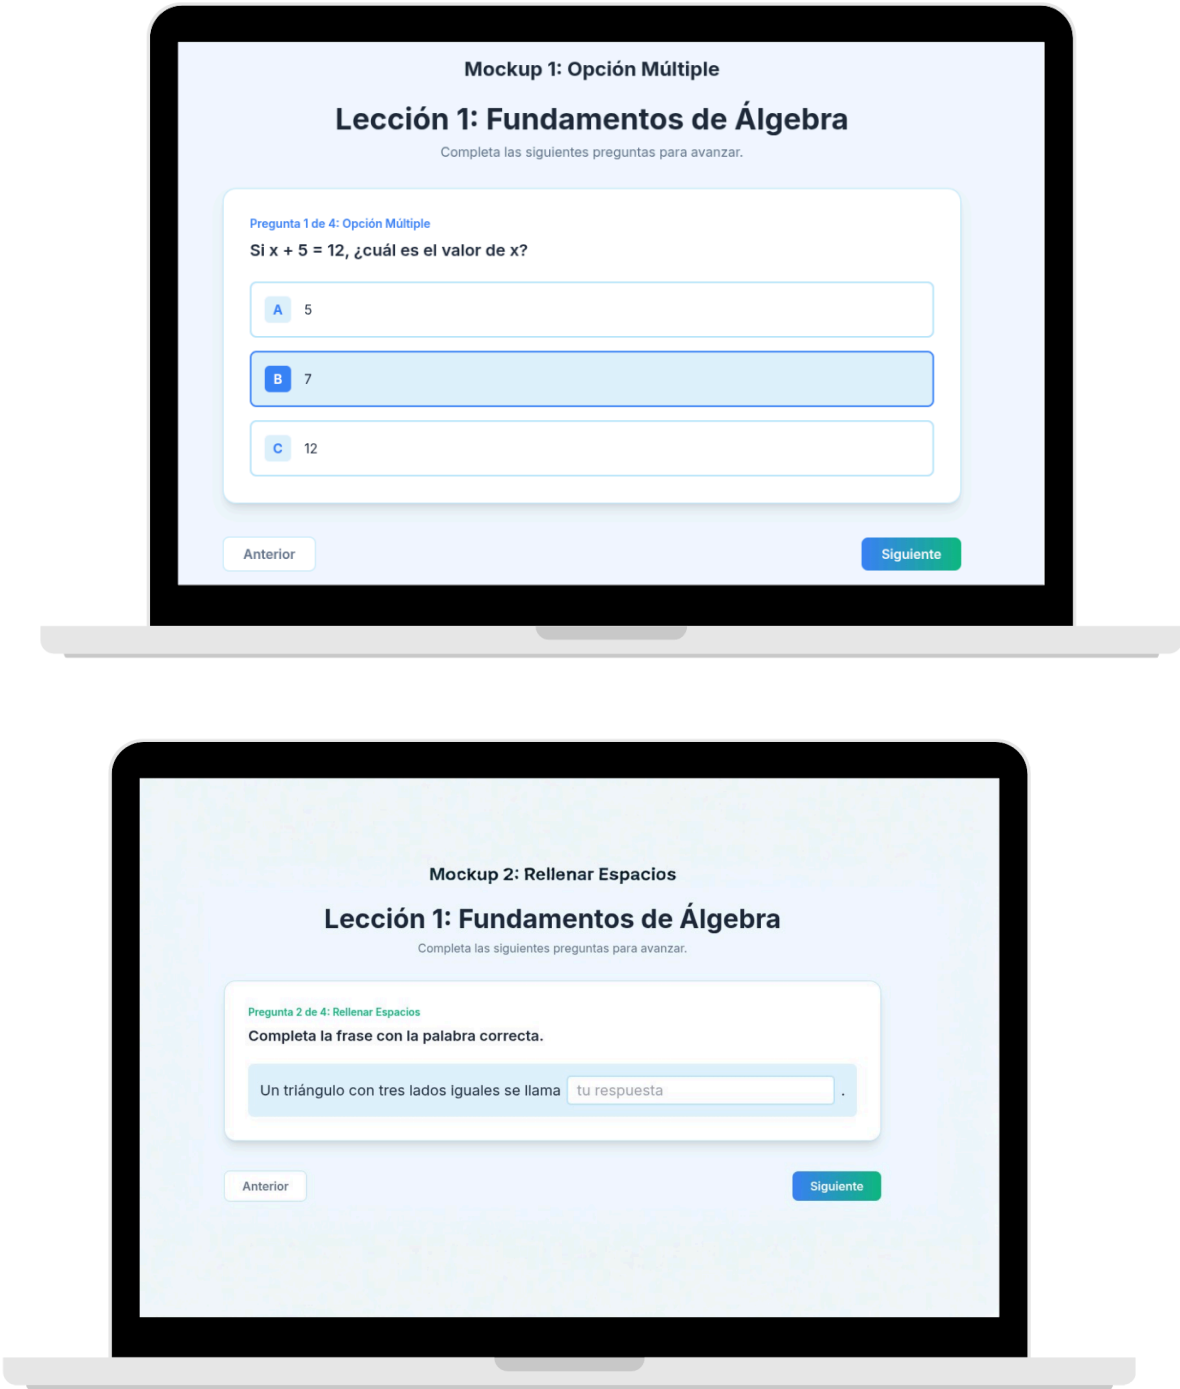 Mockup 1: Opción Múltiple
Lección 1: Fundamentos de Álgebra
Completa las siguientes preguntas para avanzar.
Pregunta 1 de 4: Opción Múltiple
Si x + 5 = 12, ¿cuál es el valor de x?
A 5
B 7
C 12
Anterior Siguiente
Mockup 2: Rellenar Espacios
Lección 1: Fundamentos de Álgebra
Completa las siguientes preguntas para avanzar.
Pregunta 2 de 4: Rellenar Espacios
Completa la frase con la palabra correcta.
Un triángulo con tres lados iguales se llama tu respuesta .
Anterior Siguiente